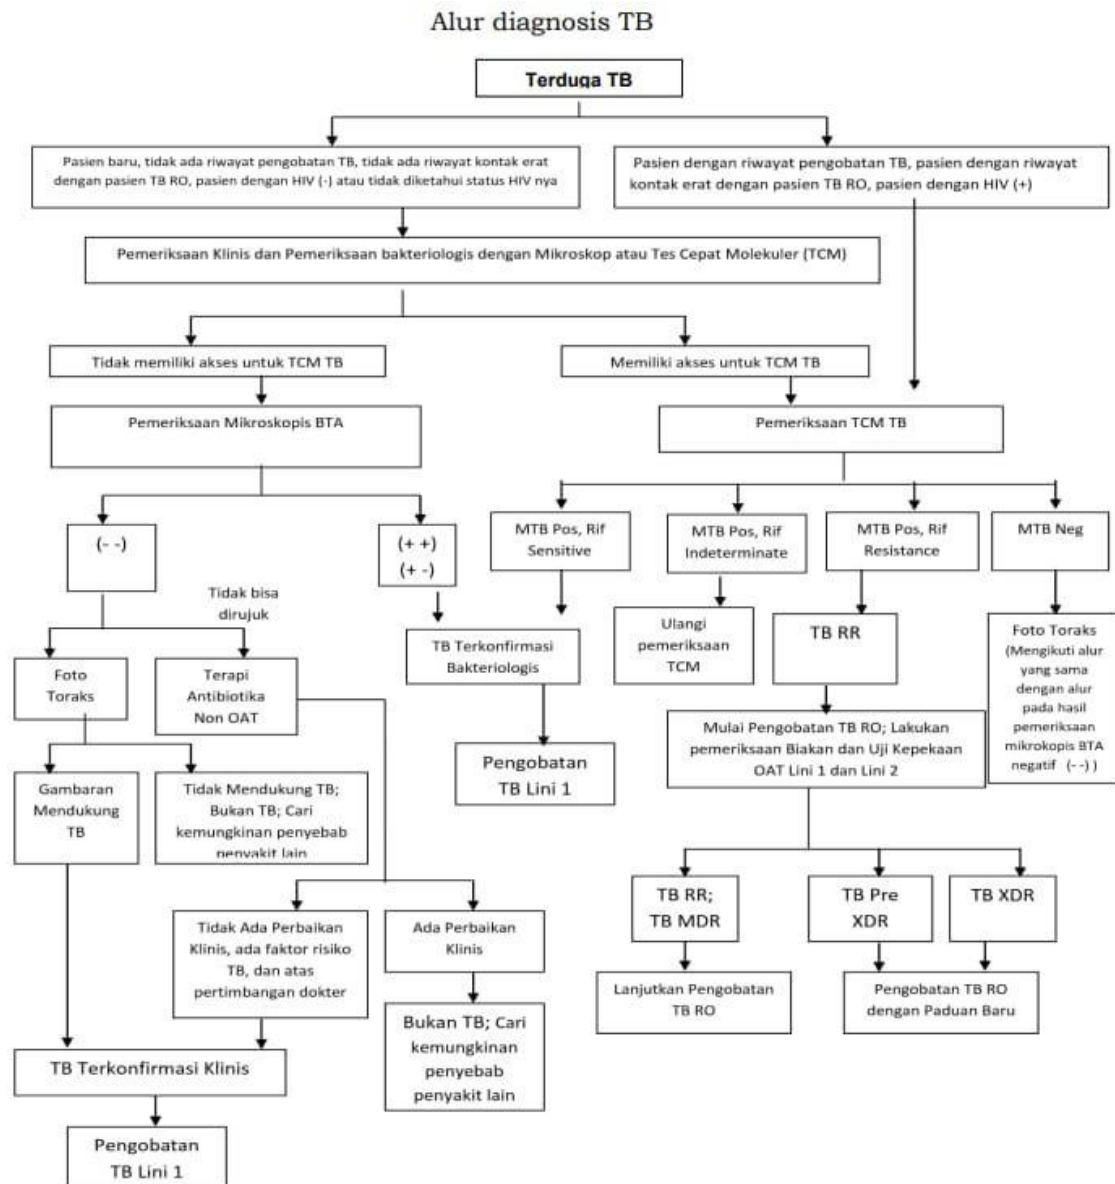 Alur diagnosis TB
Terduga TB
Pasien baru, tidak ada riwayat pengobatan TB, tidak ada riwayat kontak erat
dengan pasien TB RO, pasien dengan HIV (-) atau tidak diketahui status HIV nya
Pasien dengan riwayat pengobatan TB, pasien dengan riwayat
kontak erat dengan pasien TB RO, pasien dengan HIV (+)
Pemeriksaan Klinis dan Pemeriksaan bakteriologis dengan Mikroskop atau Tes Cepat Molekuler (TCM)
Tidak memiliki akses untuk TCM TB
Memiliki akses untuk TCM TB
Pemeriksaan Mikroskopis BTA
Pemeriksaan TCM TB
(- -)
(+ +)
(+ -)
MTB Pos, Rif
Sensitive
MTB Pos, Rif
Indeterminate
MTB Pos, Rif
Resistance
MTB Neg
Tidak bisa
dirujuk
Foto
Toraks
Terapi
Antibiotika
Non OAT
TB Terkonfirmasi
Bakteriologis
Ulangi
pemeriksaan
TCM
TB RR
Foto Toraks
(Mengikuti alur
yang sama
dengan alur
pada hasil
pemeriksaan
mikrokopis BTA
negatif (- -) )
Pengobatan
TB Lini 1
Mulai Pengobatan TB RO; Lakukan
pemeriksaan Biakan dan Uji Kepekaan
OAT Lini 1 dan Lini 2
Gambaran
Mendukung
TB
Tidak Mendukung TB;
Bukan TB; Cari
kemungkinan penyebab
penyakit lain
Tidak Ada Perbaikan
Klinis, ada faktor risiko
TB, dan atas
pertimbangan dokter
Ada Perbaikan
Klinis
TB RR;
TB MDR
TB Pre
XDR
TB XDR
Lanjutkan Pengobatan
TB RO
Pengobatan TB RO
dengan Paduan Baru
Bukan TB; Cari
kemungkinan
penyebab
penyakit lain
TB Terkonfirmasi Klinis
Pengobatan
TB Lini 1